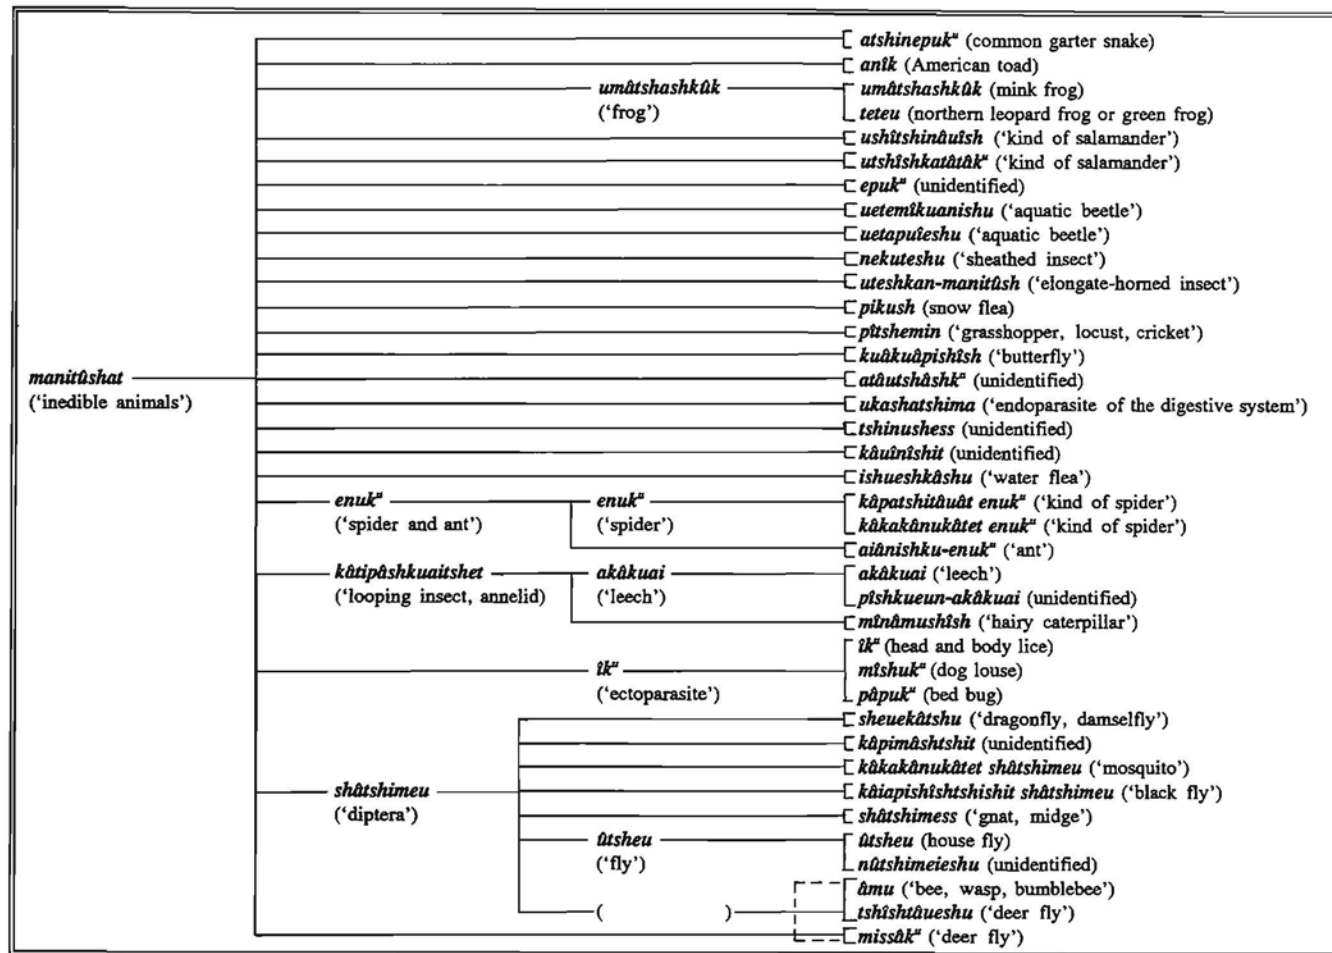 atshinepukᵘ (common garter snake)
anîk (American toad)
umâtshashkûk
('frog')
umâtshashkûk (mink frog)
teteu (northern leopard frog or green frog)
ushîtshinâuîsh ('kind of salamander')
utshîshkatâtâkᵘ ('kind of salamander')
epukᵘ (unidentified)
uetemîkuanishu ('aquatic beetle')
uetapuîeshu ('aquatic beetle')
nekuteshu ('sheathed insect')
uteshkan-manitûsh ('elongate-horned insect')
pikush (snow flea)
pîtshemin ('grasshopper, locust, cricket')
kuâkuâpishîsh ('butterfly')
manitûshat
('inedible animals')
atâutshâshkᵘ (unidentified)
ukashatshima ('endoparasite of the digestive system')
tshinushess (unidentified)
kâuînîshit (unidentified)
ishueshkâshu ('water flea')
enukᵘ
('spider and ant')
enukᵘ
('spider')
kâpatshitâuât enukᵘ ('kind of spider')
kâkakânukâtet enukᵘ ('kind of spider')
aiânishku-enukᵘ ('ant')
kâtipâshkuaitshet
('looping insect, annelid)
akâkuai
('leech')
akâkuai ('leech')
pîshkueun-akâkuai (unidentified)
mînâmushîsh ('hairy caterpillar')
îkᵘ
('ectoparasite')
îkᵘ (head and body lice)
mîshukᵘ (dog louse)
pâpukᵘ (bed bug)
shâtshimeu
('diptera')
sheuekâtshu ('dragonfly, damselfly')
kâpimâshtshit (unidentified)
kâkakânukâtet shâtshimeu ('mosquito')
kâiapishîshtshishit shâtshimeu ('black fly')
shâtshimess ('gnat, midge')
ûtsheu
('fly')
ûtsheu (house fly)
nûtshimeieshu (unidentified)
( )
âmu ('bee, wasp, bumblebee')
tshîshtâueshu ('deer fly')
missâkᵘ ('deer fly')